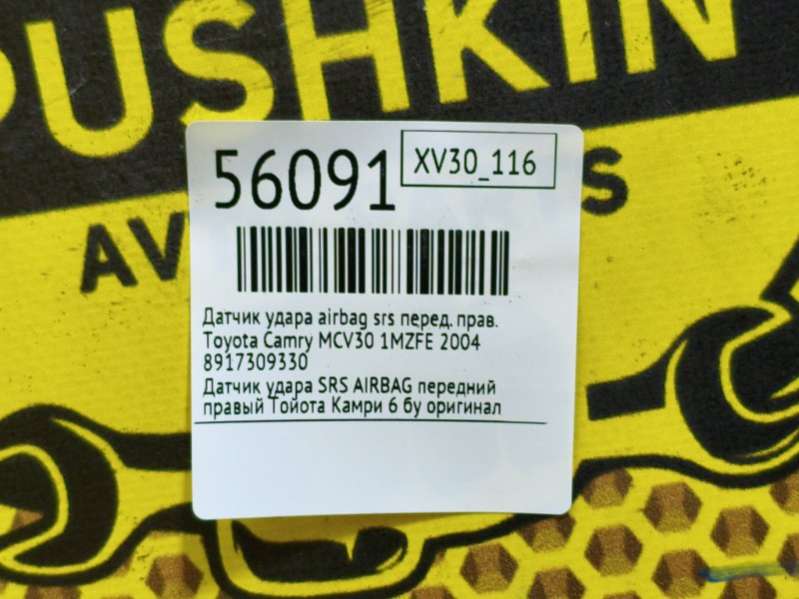 PUSHKIN
AV S
56091
XV30_116
Датчик удара airbag srs перед. прав.
Toyota Camry MCV30 1MZFE 2004
8917309330
Датчик удара SRS AIRBAG передний
правый Тойота Камри 6 бу оригинал